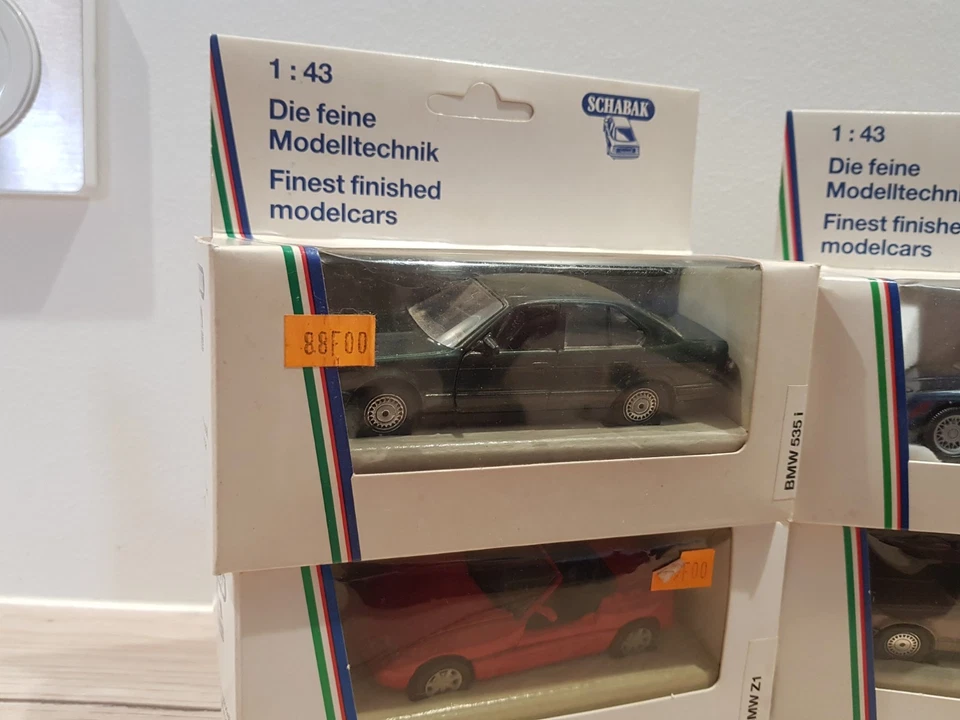 1 : 43
Die feine
Modelltechnik
Finest finished
modelcars
SCHABAK
88F00
BMW 535 i
1 : 43
Die feine
Modelltechni
Finest finishe
modelcars
F00
MW Z1